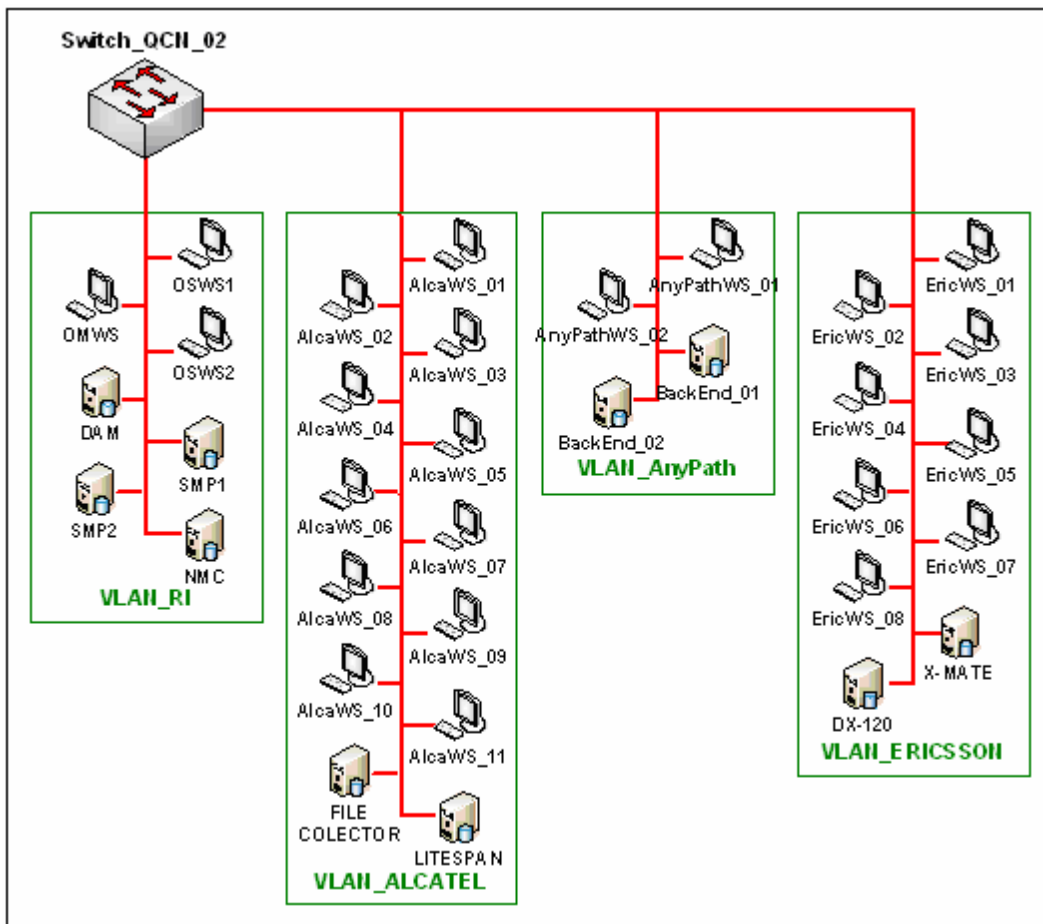 Switch_QCN_02
OSWS1
OMWS
OSWS2
DAM
SMP1
SMP2
NMC
VLAN_RI
AlcaWS_01
AlcaWS_02
AlcaWS_03
AlcaWS_04
AlcaWS_05
AlcaWS_06
AlcaWS_07
AlcaWS_08
AlcaWS_09
AlcaWS_10
AlcaWS_11
FILE
COLECTOR
LITESPAN
VLAN_ALCATEL
AnyPathWS_01
AnyPathWS_02
BackEnd_01
BackEnd_02
VLAN_AnyPath
EricWS_01
EricWS_02
EricWS_03
EricWS_04
EricWS_05
EricWS_06
EricWS_07
EricWS_08
X-MATE
DX-120
VLAN_ERICSSON